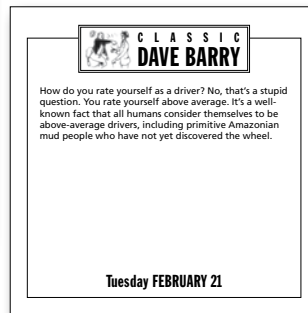 CLASSIC
DAVE BARRY
How do you rate yourself as a driver? No, that's a stupid
question. You rate yourself above average. It's a well-
known fact that all humans consider themselves to be
above-average drivers, including primitive Amazonian
mud people who have not yet discovered the wheel.
Tuesday FEBRUARY 21